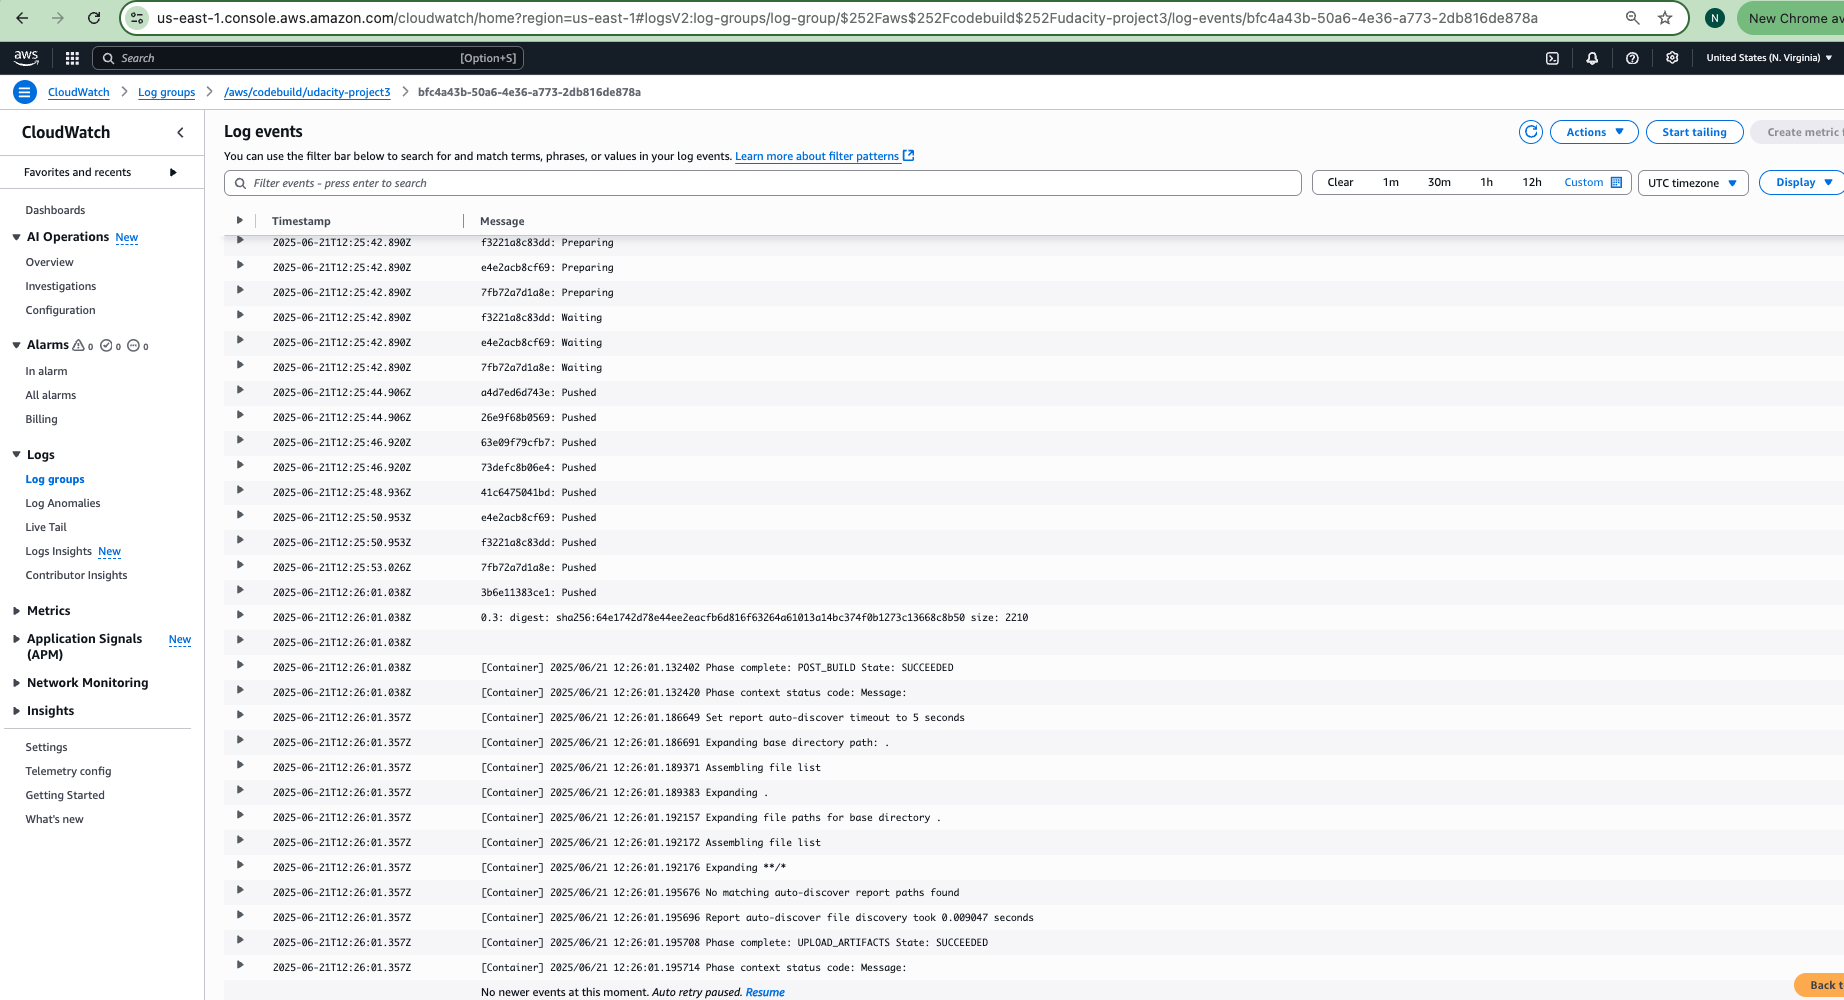 us-east-1.console.aws.amazon.com/cloudwatch/home?region=us-east-1#logsV2:log-groups/log-group/$252Faws$252Fcodebuild$252Fudacity-project3/log-events/bfc4a43b-50a6-4e36-a773-2db816de878a
N
New Chrome av
aws
Search
[Option+S]
United States (N. Virginia)
CloudWatch
Log groups
/aws/codebuild/udacity-project3
bfc4a43b-50a6-4e36-a773-2db816de878a
CloudWatch
Favorites and recents
Dashboards
AI Operations New
Overview
Investigations
Configuration
Alarms 0 0 0
In alarm
All alarms
Billing
Logs
Log groups
Log Anomalies
Live Tail
Logs Insights New
Contributor Insights
Metrics
Application Signals (APM) New
Network Monitoring
Insights
Settings
Telemetry config
Getting Started
What's new
Log events
Actions
Start tailing
Create metric f
You can use the filter bar below to search for and match terms, phrases, or values in your log events. Learn more about filter patterns
Filter events - press enter to search
Clear 1m 30m 1h 12h Custom
UTC timezone
Display
Timestamp Message
2025-06-21T12:25:42.890Z f3221a8c83dd: Preparing
2025-06-21T12:25:42.890Z e4e2acb8cf69: Preparing
2025-06-21T12:25:42.890Z 7fb72a7d1a8e: Preparing
2025-06-21T12:25:42.890Z f3221a8c83dd: Waiting
2025-06-21T12:25:42.890Z e4e2acb8cf69: Waiting
2025-06-21T12:25:42.890Z 7fb72a7d1a8e: Waiting
2025-06-21T12:25:44.906Z a4d7ed6d743e: Pushed
2025-06-21T12:25:44.906Z 26e9f68b0569: Pushed
2025-06-21T12:25:46.920Z 63e09f79cfb7: Pushed
2025-06-21T12:25:46.920Z 73defc8b06e4: Pushed
2025-06-21T12:25:48.936Z 41c6475041bd: Pushed
2025-06-21T12:25:50.953Z e4e2acb8cf69: Pushed
2025-06-21T12:25:50.953Z f3221a8c83dd: Pushed
2025-06-21T12:25:53.026Z 7fb72a7d1a8e: Pushed
2025-06-21T12:26:01.038Z 3b6e11383ce1: Pushed
2025-06-21T12:26:01.038Z 0.3: digest: sha256:64e1742d78e44ee2eacfb6d816f63264a61013a14bc374f0b1273c13668c8b50 size: 2210
2025-06-21T12:26:01.038Z
2025-06-21T12:26:01.038Z [Container] 2025/06/21 12:26:01.132402 Phase complete: POST_BUILD State: SUCCEEDED
2025-06-21T12:26:01.038Z [Container] 2025/06/21 12:26:01.132420 Phase context status code: Message:
2025-06-21T12:26:01.357Z [Container] 2025/06/21 12:26:01.186649 Set report auto-discover timeout to 5 seconds
2025-06-21T12:26:01.357Z [Container] 2025/06/21 12:26:01.186691 Expanding base directory path: .
2025-06-21T12:26:01.357Z [Container] 2025/06/21 12:26:01.189371 Assembling file list
2025-06-21T12:26:01.357Z [Container] 2025/06/21 12:26:01.189383 Expanding .
2025-06-21T12:26:01.357Z [Container] 2025/06/21 12:26:01.192157 Expanding file paths for base directory .
2025-06-21T12:26:01.357Z [Container] 2025/06/21 12:26:01.192172 Assembling file list
2025-06-21T12:26:01.357Z [Container] 2025/06/21 12:26:01.192176 Expanding **/*
2025-06-21T12:26:01.357Z [Container] 2025/06/21 12:26:01.195676 No matching auto-discover report paths found
2025-06-21T12:26:01.357Z [Container] 2025/06/21 12:26:01.195696 Report auto-discover file discovery took 0.009047 seconds
2025-06-21T12:26:01.357Z [Container] 2025/06/21 12:26:01.195708 Phase complete: UPLOAD_ARTIFACTS State: SUCCEEDED
2025-06-21T12:26:01.357Z [Container] 2025/06/21 12:26:01.195714 Phase context status code: Message:
No newer events at this moment. Auto retry paused. Resume
Back t